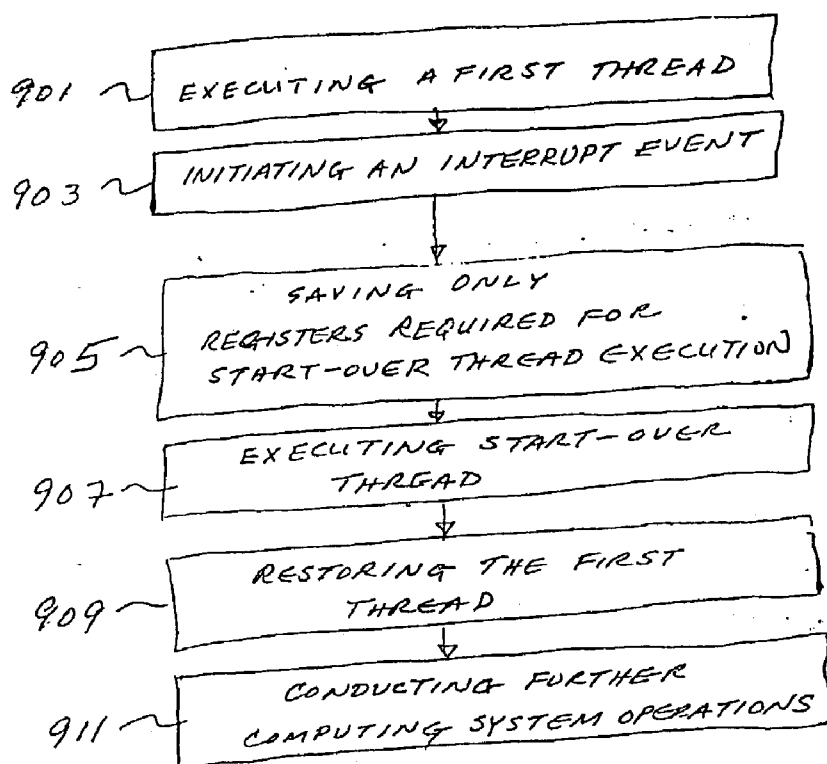 901 EXECUTING A FIRST THREAD
903 INITIATING AN INTERRUPT EVENT
SAVING ONLY
REGISTERS REQUIRED FOR
905 START-OVER THREAD EXECUTION
EXECUTING START-OVER
907 THREAD
RESTORING THE FIRST
909 THREAD
CONDUCTING FURTHER
911 COMPUTING SYSTEM OPERATIONS